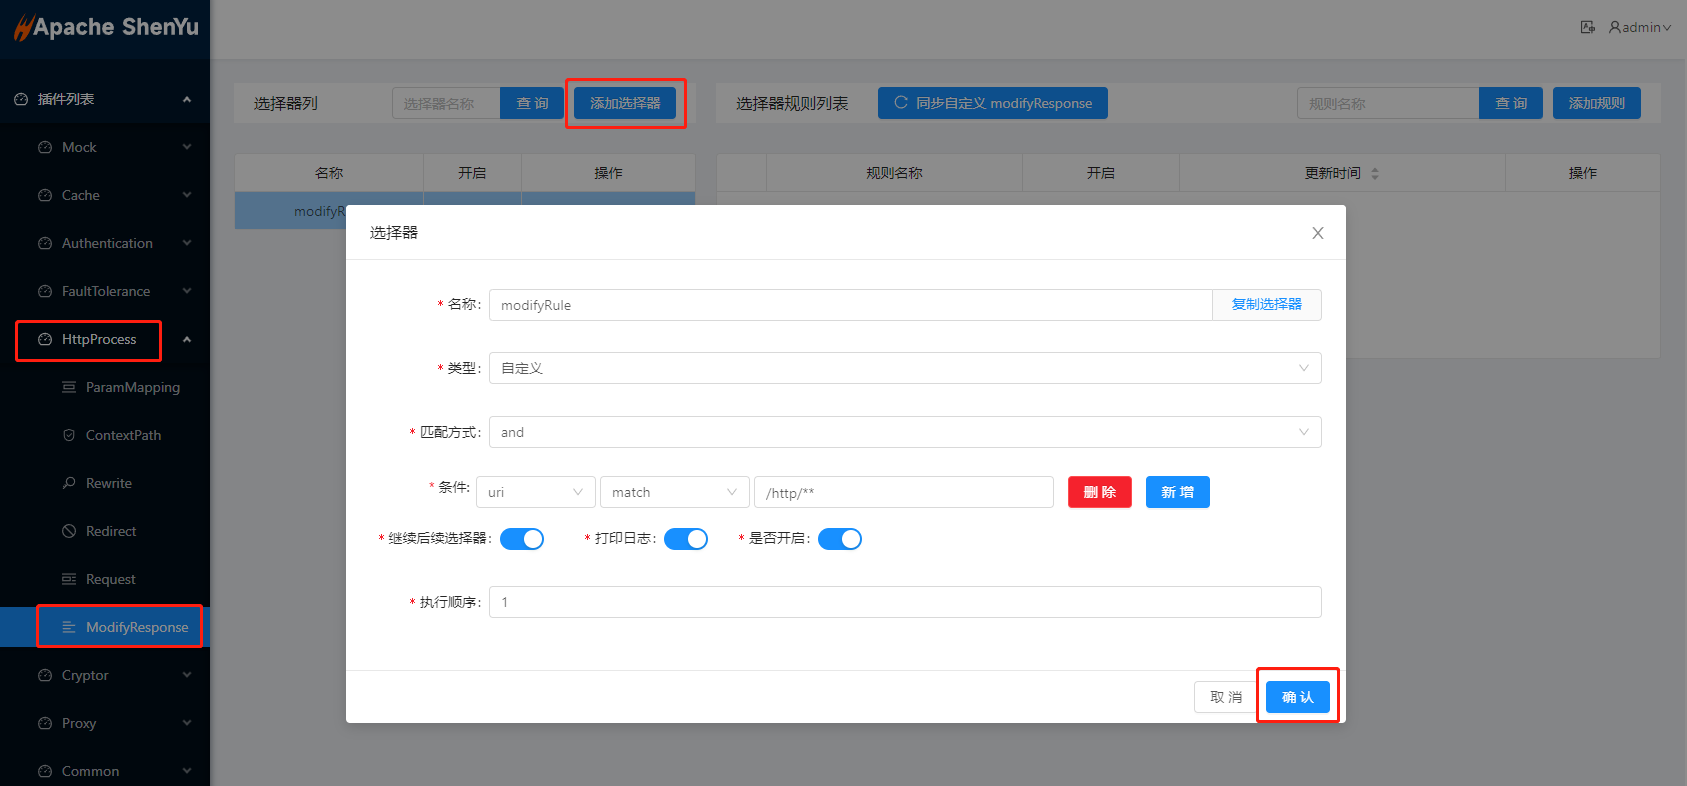 Apache ShenYu
admin
插件列表
Mock
Cache
Authentication
FaultTolerance
HttpProcess
ParamMapping
ContextPath
Rewrite
Redirect
Request
ModifyResponse
Cryptor
Proxy
Common
选择器列
选择器名称
查 询
添加选择器
选择器规则列表
同步自定义 modifyResponse
规则名称
查 询
添加规则
名称
开启
操作
规则名称
开启
更新时间
操作
modifyR
选择器
* 名称:
modifyRule
复制选择器
* 类型:
自定义
* 匹配方式:
and
* 条件:
uri
match
/http/**
删 除
新 增
* 继续后续选择器:
* 打印日志:
* 是否开启:
* 执行顺序:
1
取 消
确 认